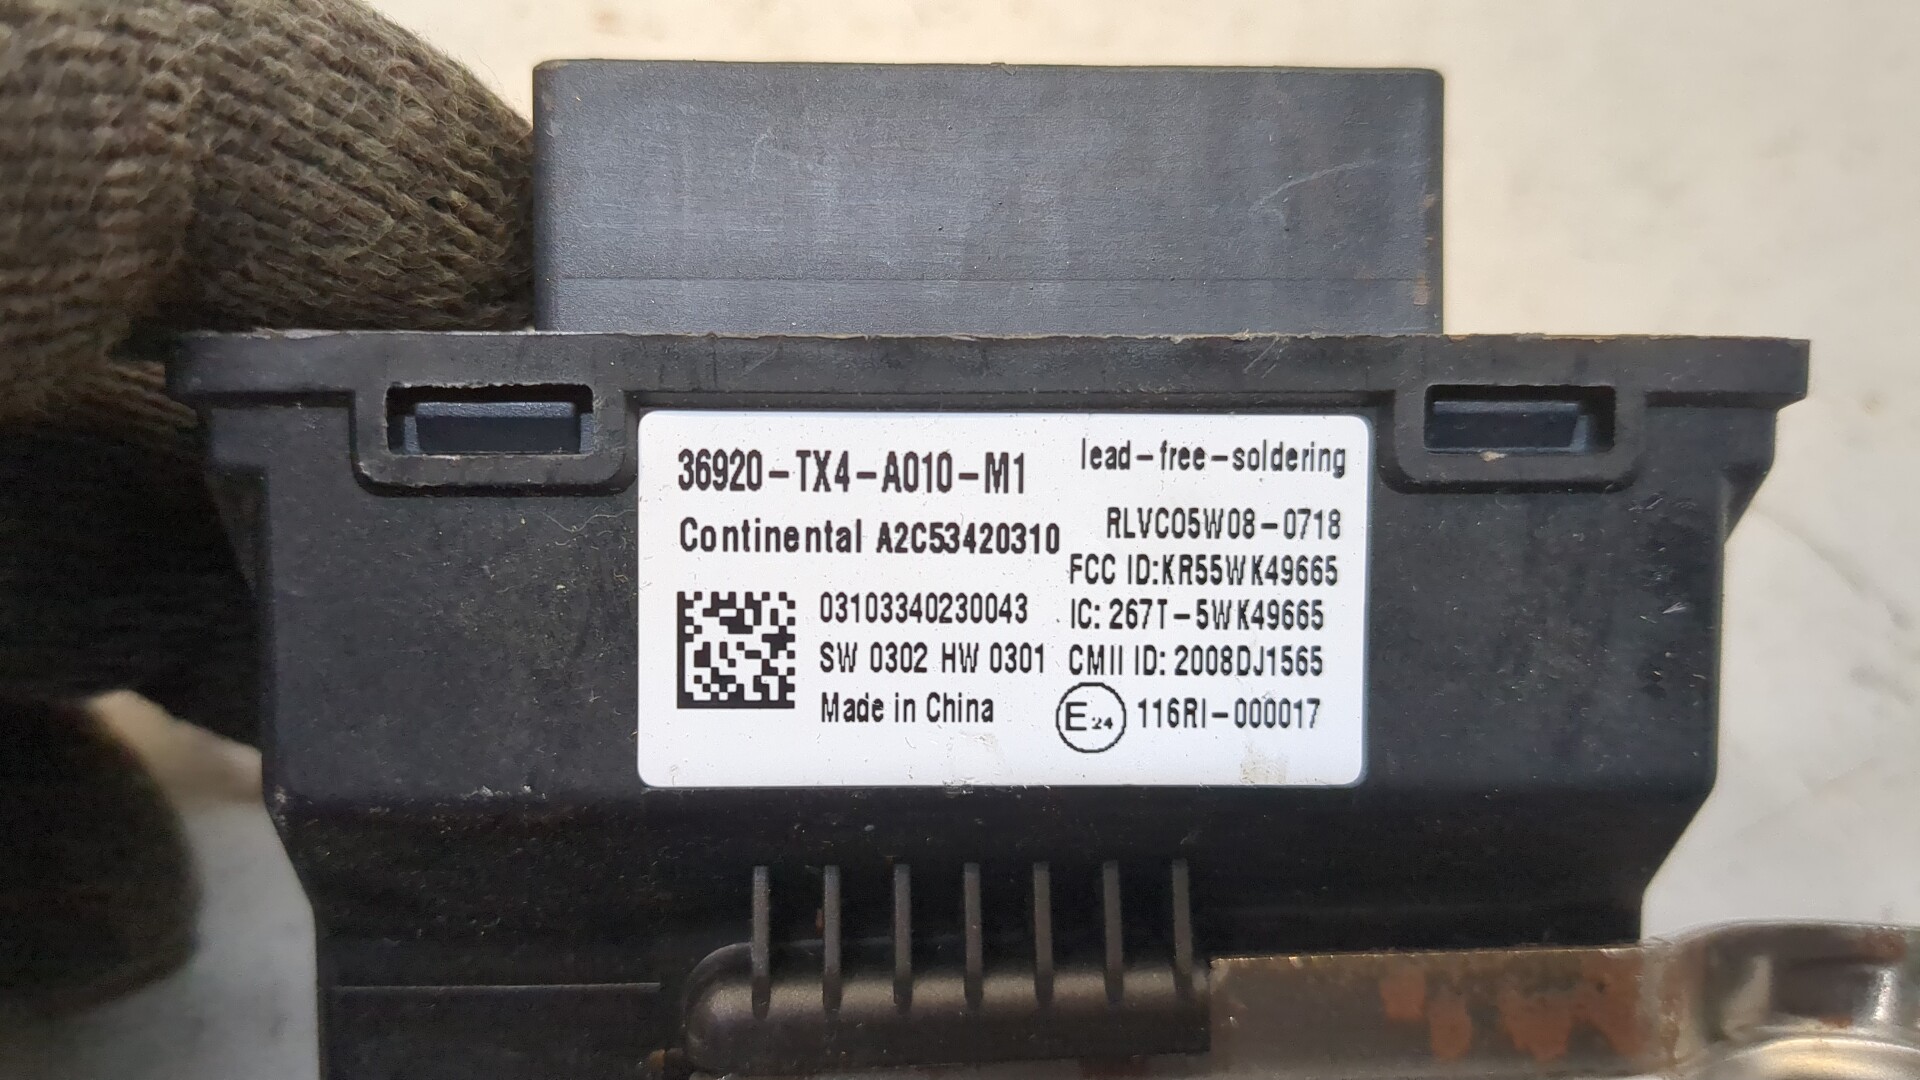 36920-TX4-A010-M1
lead-free-soldering
Continental A2C53420310
RLVC05W08-0718
FCC ID:KR55WK49665
03103340230043
IC: 267T-5WK49665
SW 0302 HW 0301
CMII ID: 2008DJ1565
Made in China
E24 116RI-000017